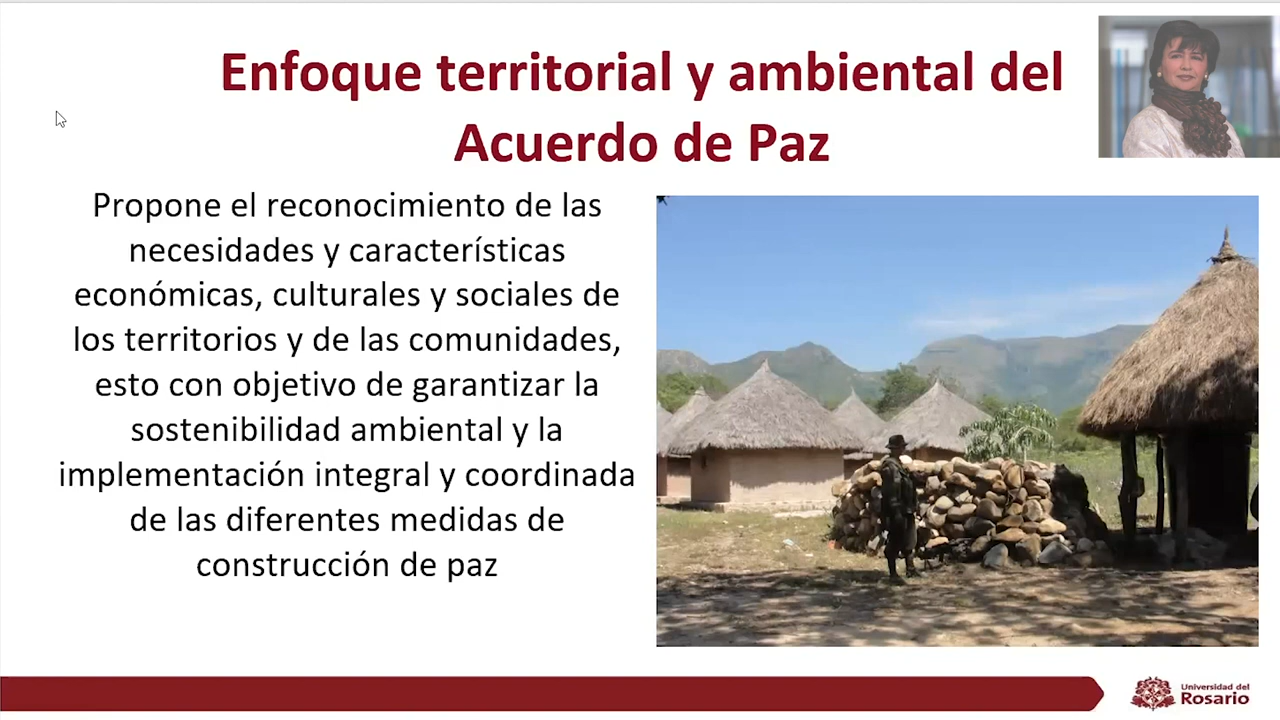 Enfoque territorial y ambiental del
Acuerdo de Paz
Propone el reconocimiento de las
necesidades y características
económicas, culturales y sociales de
los territorios y de las comunidades,
esto con objetivo de garantizar la
sostenibilidad ambiental y la
implementación integral y coordinada
de las diferentes medidas de
construcción de paz
Universidad del
Rosario